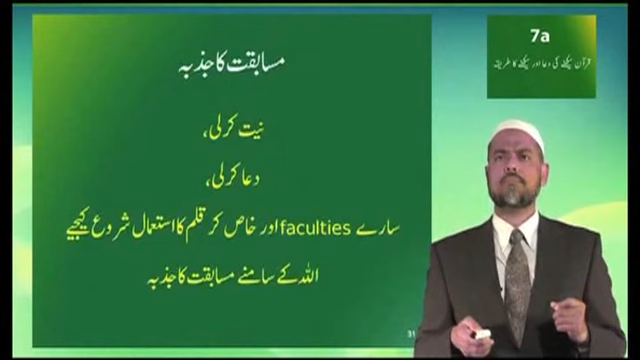 مسابقت کا جذبہ
نیت کرلی،
دعا کرلی،
سارے faculties اور خاص کر قلم کا استعمال شروع کیجیے
اللہ کے سامنے مسابقت کا جذبہ
31
7a
قرآن سیکھنے کی دعا اور سیکھنے کا طریقہ